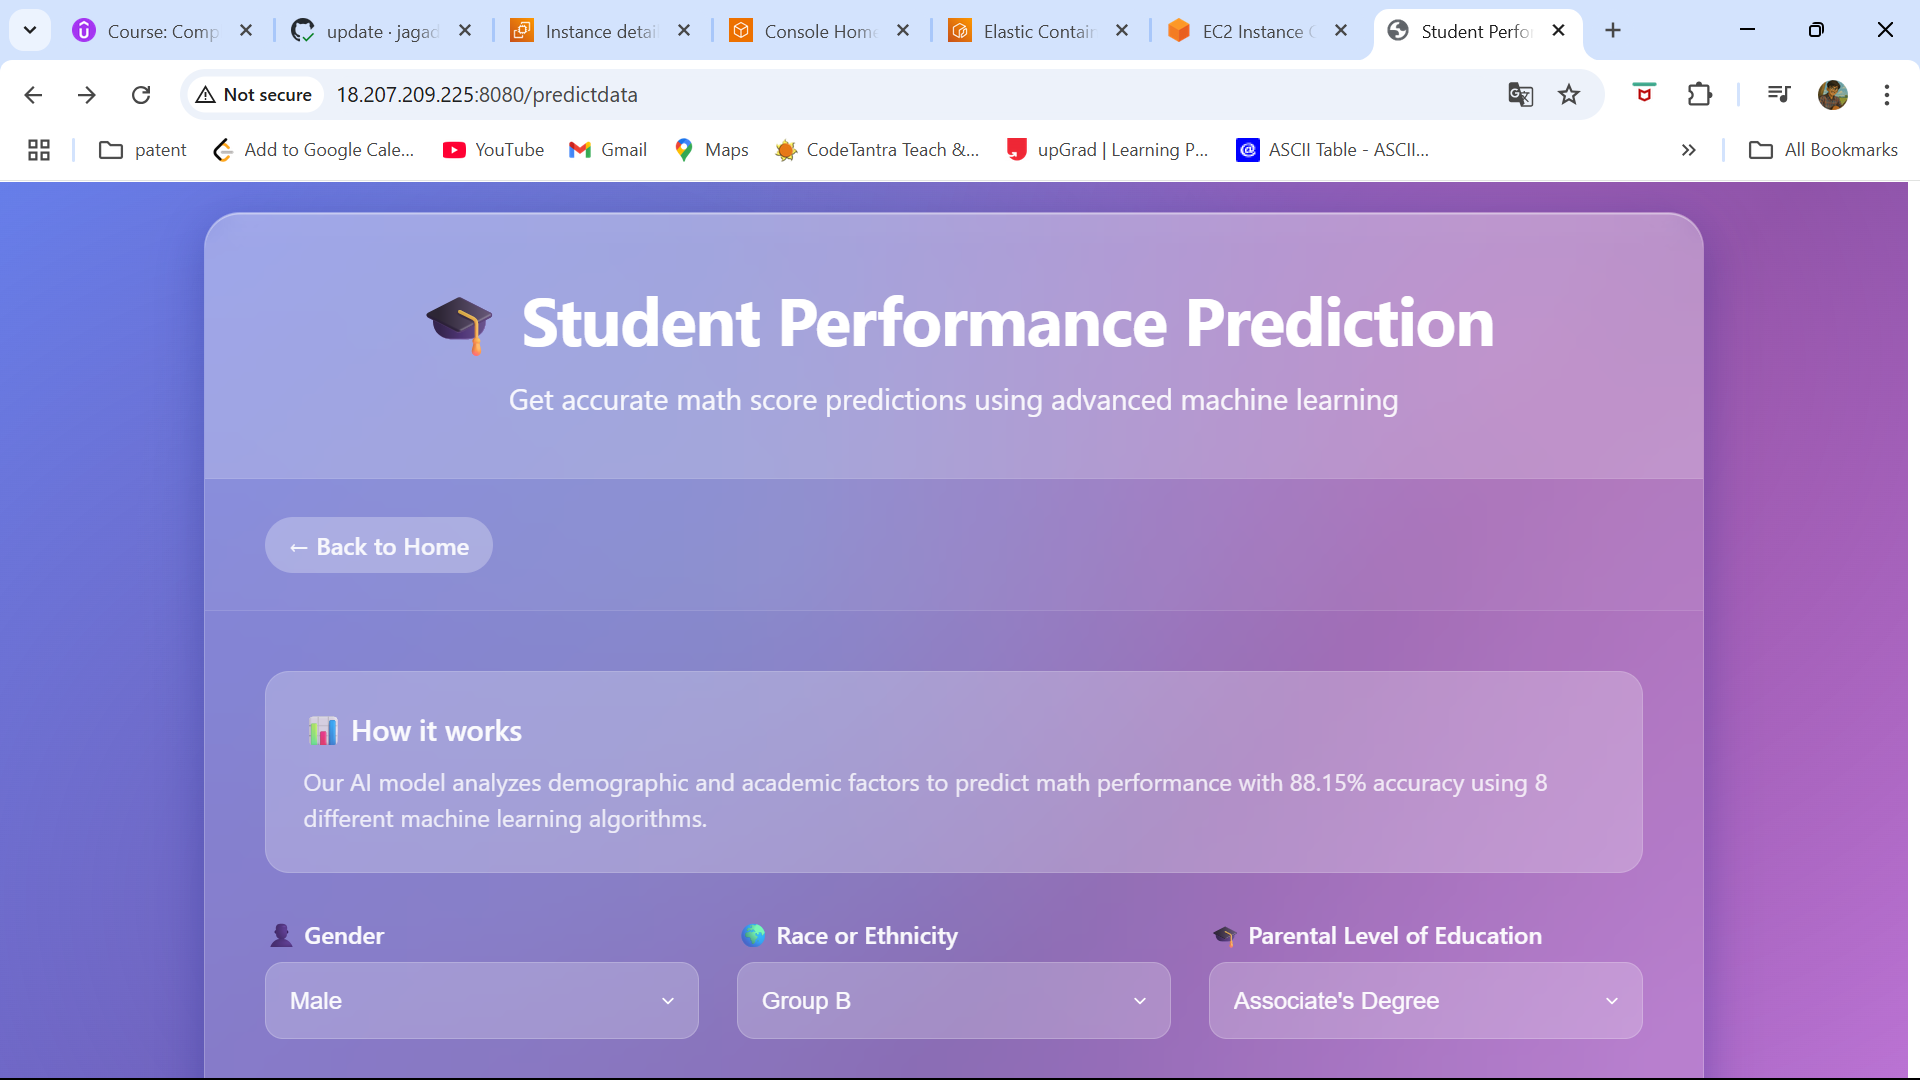 Course: Comp
update · jagad
Instance detai
Console Home
Elastic Contain
EC2 Instance C
Student Perfo
Not secure
18.207.209.225:8080/predictdata
patent
Add to Google Cale...
YouTube
Gmail
Maps
CodeTantra Teach &...
upGrad | Learning P...
ASCII Table - ASCII...
All Bookmarks
Student Performance Prediction
Get accurate math score predictions using advanced machine learning
← Back to Home
How it works
Our AI model analyzes demographic and academic factors to predict math performance with 88.15% accuracy using 8
different machine learning algorithms.
Gender
Race or Ethnicity
Parental Level of Education
Male
Group B
Associate's Degree